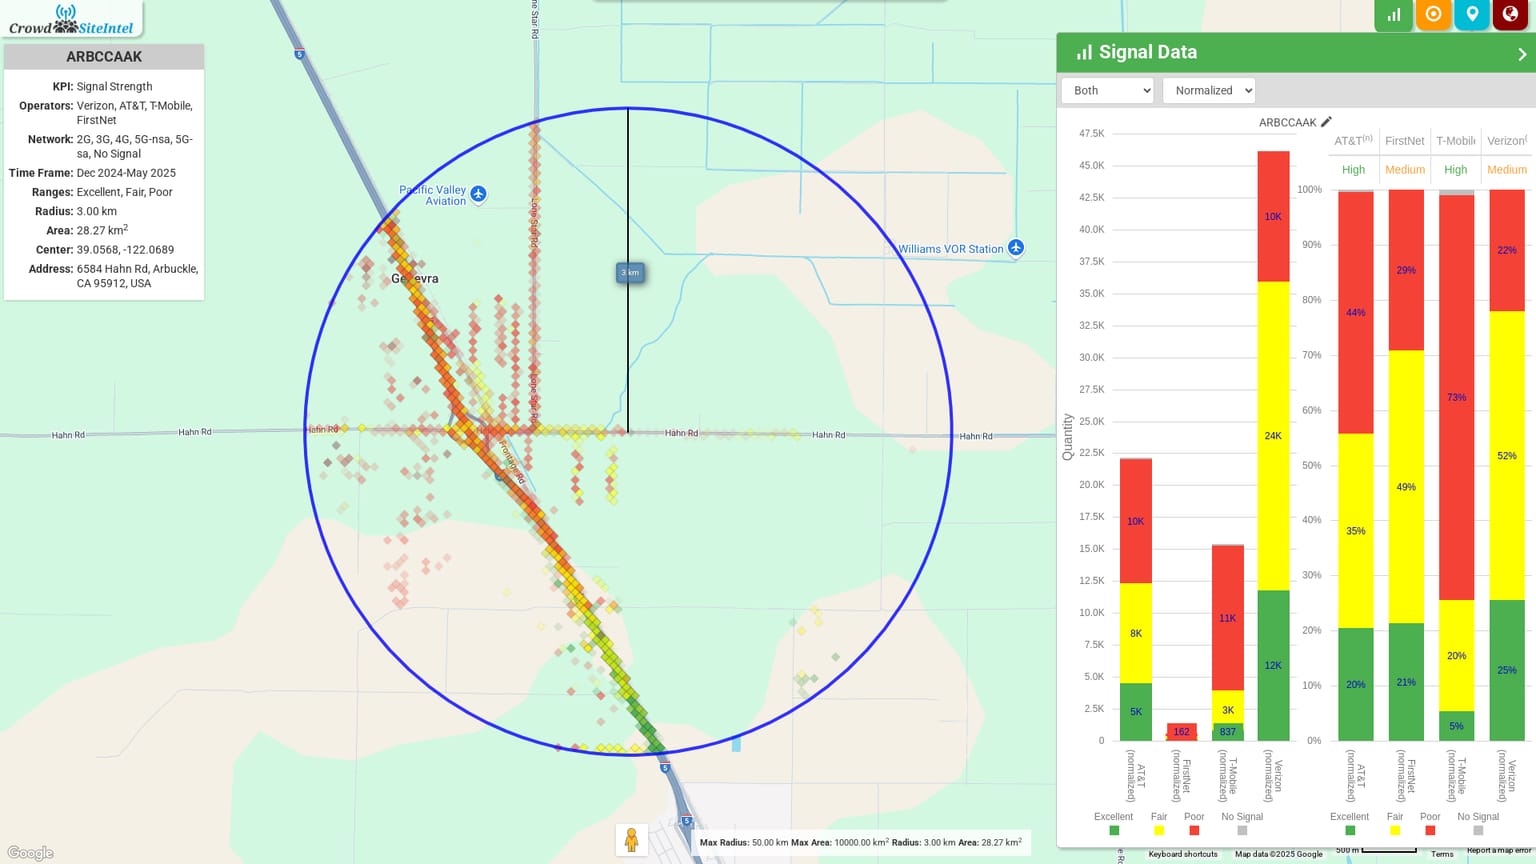 Crowd SiteIntel
ARBCCAAK
KPI: Signal Strength
Operators: Verizon, AT&T, T-Mobile,
FirstNet
Network: 2G, 3G, 4G, 5G-nsa, 5G-
sa, No Signal
Time Frame: Dec 2024-May 2025
Ranges: Excellent, Fair, Poor
Radius: 3.00 km
Area: 28.27 km2
Center: 39.0568, -122.0689
Address: 6584 Hahn Rd, Arbuckle,
CA 95912, USA
5
Pacific Valley
Aviation
Lone Star Rd
Williams VOR Station
3 km
Lone Star Rd
Hahn Rd
Hahn Rd
Hahn Rd
Hahn Rd
Hahn Rd
Hahn Rd
Frontage Rd
5
5
Google
Max Radius: 50.00 km Max Area: 10000.00 km2 Radius: 3.00 km Area: 28.27 km2
Signal Data
Both
Normalized
ARBCCAAK
Quantity
47.5K
45.0K
42.5K
40.0K
37.5K
35.0K
32.5K
30.0K
27.5K
25.0K
22.5K
20.0K
17.5K
15.0K
12.5K
10.0K
7.5K
5.0K
2.5K
0
10K
8K
5K
162
11K
3K
837
10K
24K
12K
AT&T (normalized)
FirstNet (normalized)
T-Mobile (normalized)
Verizon (normalized)
Excellent Fair Poor No Signal
AT&T(n) FirstNet T-Mobile Verizon(
High Medium High Medium
100%
90%
80%
70%
60%
50%
40%
30%
20%
10%
0%
44%
35%
20%
29%
49%
21%
73%
20%
5%
22%
52%
25%
AT&T (normalized)
FirstNet (normalized)
T-Mobile (normalized)
Verizon (normalized)
Excellent Fair Poor No Signal
Keyboard shortcuts Map data ©2025 Google 500 m Terms Report a map error